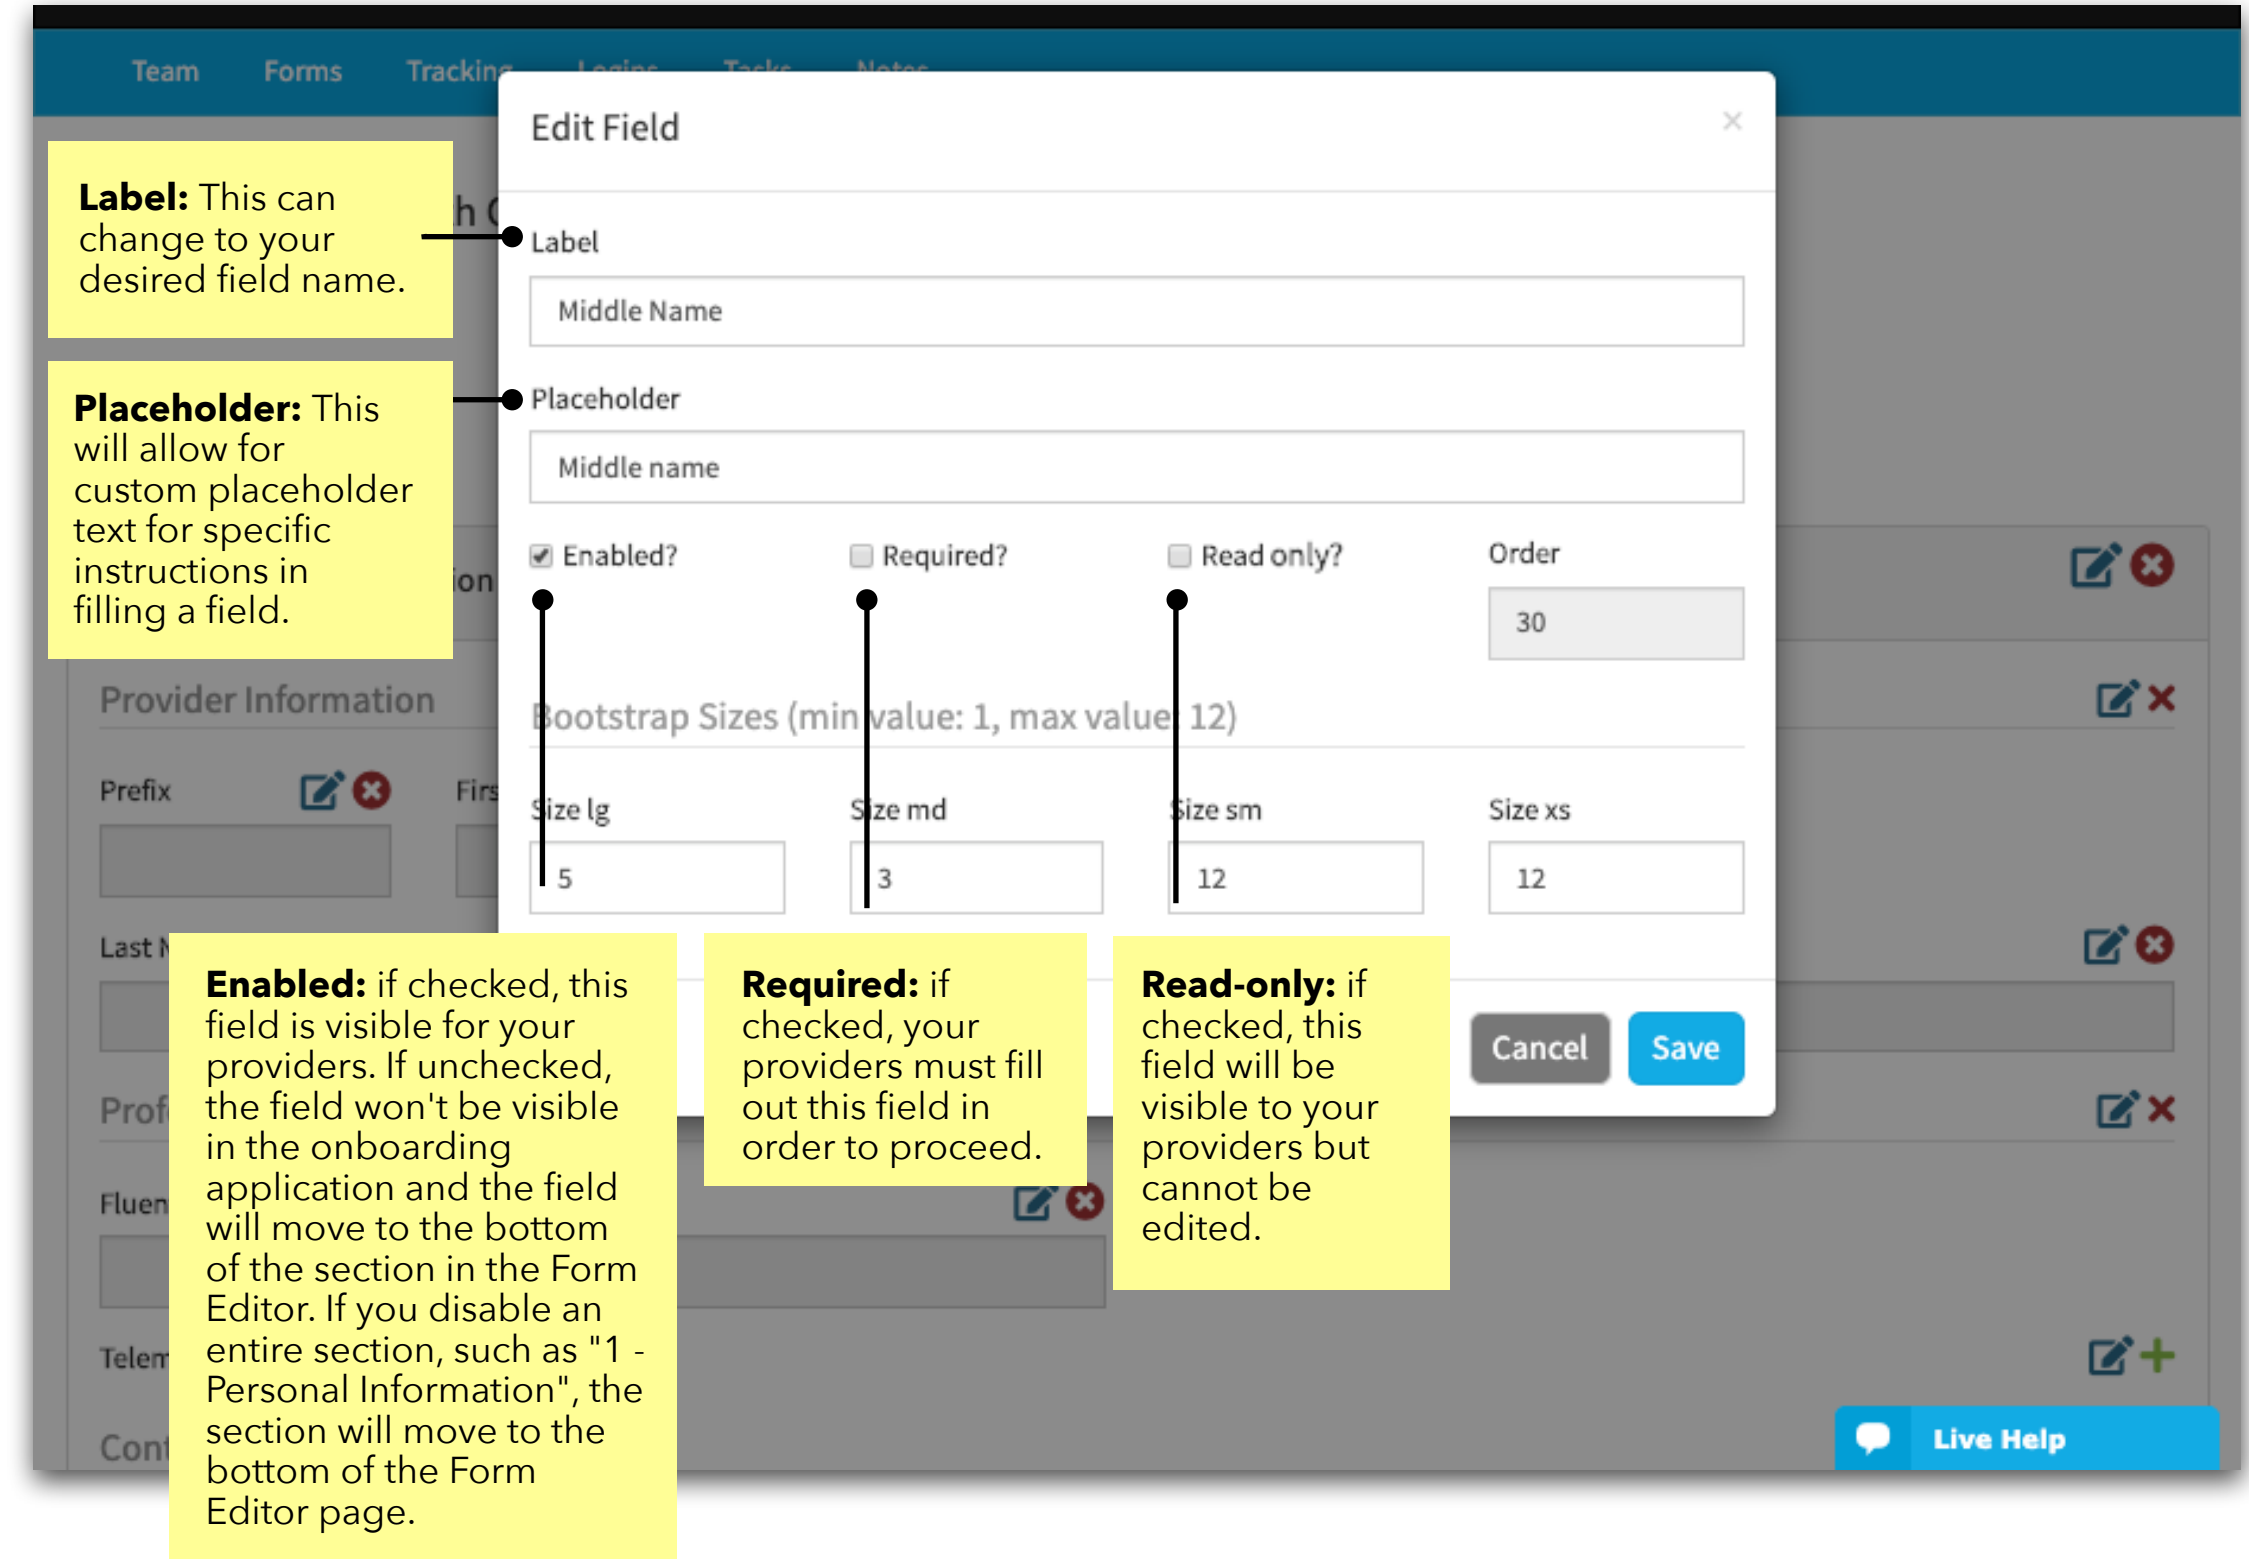 Team Forms Tracking Logins Tasks Notes
Edit Field ×
Label: This can
change to your
desired field name.
Label
Middle Name
Placeholder: This
will allow for
custom placeholder
text for specific
instructions in
filling a field.
Placeholder
Middle name
Enabled? Required? Read only? Order
30
Provider Information
Bootstrap Sizes (min value: 1, max value: 12)
Prefix
Size lg Size md Size sm Size xs
5 3 12 12
Last
Enabled: if checked, this
field is visible for your
providers. If unchecked,
the field won't be visible
in the onboarding
application and the field
will move to the bottom
of the section in the Form
Editor. If you disable an
entire section, such as "1 -
Personal Information", the
section will move to the
bottom of the Form
Editor page.
Required: if
checked, your
providers must fill
out this field in
order to proceed.
Read-only: if
checked, this
field will be
visible to your
providers but
cannot be
edited.
Cancel Save
Live Help